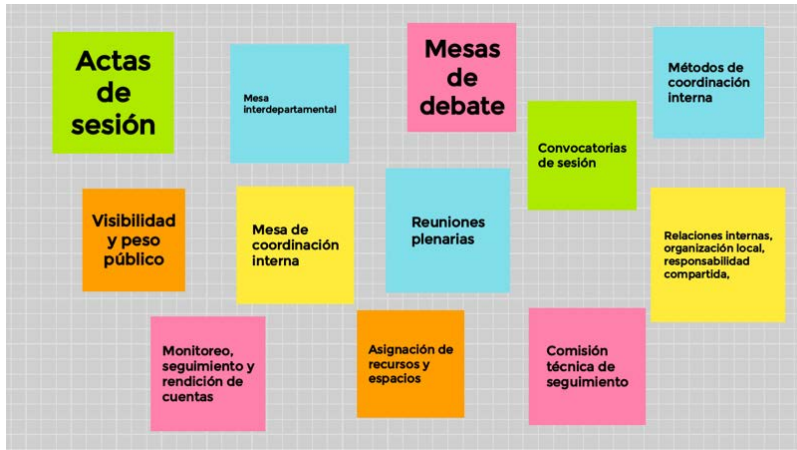 Actas
de
sesión
Mesa
interdepartamental
Mesas
de
debate
Métodos de
coordinación
interna
Convocatorias
de sesión
Visibilidad
y peso
público
Mesa de
coordinación
interna
Reuniones
plenarias
Relaciones internas,
organización local,
responsabilidad
compartida,
Monitoreo,
seguimiento y
rendición de
cuentas
Asignación de
recursos y
espacios
Comisión
técnica de
seguimiento